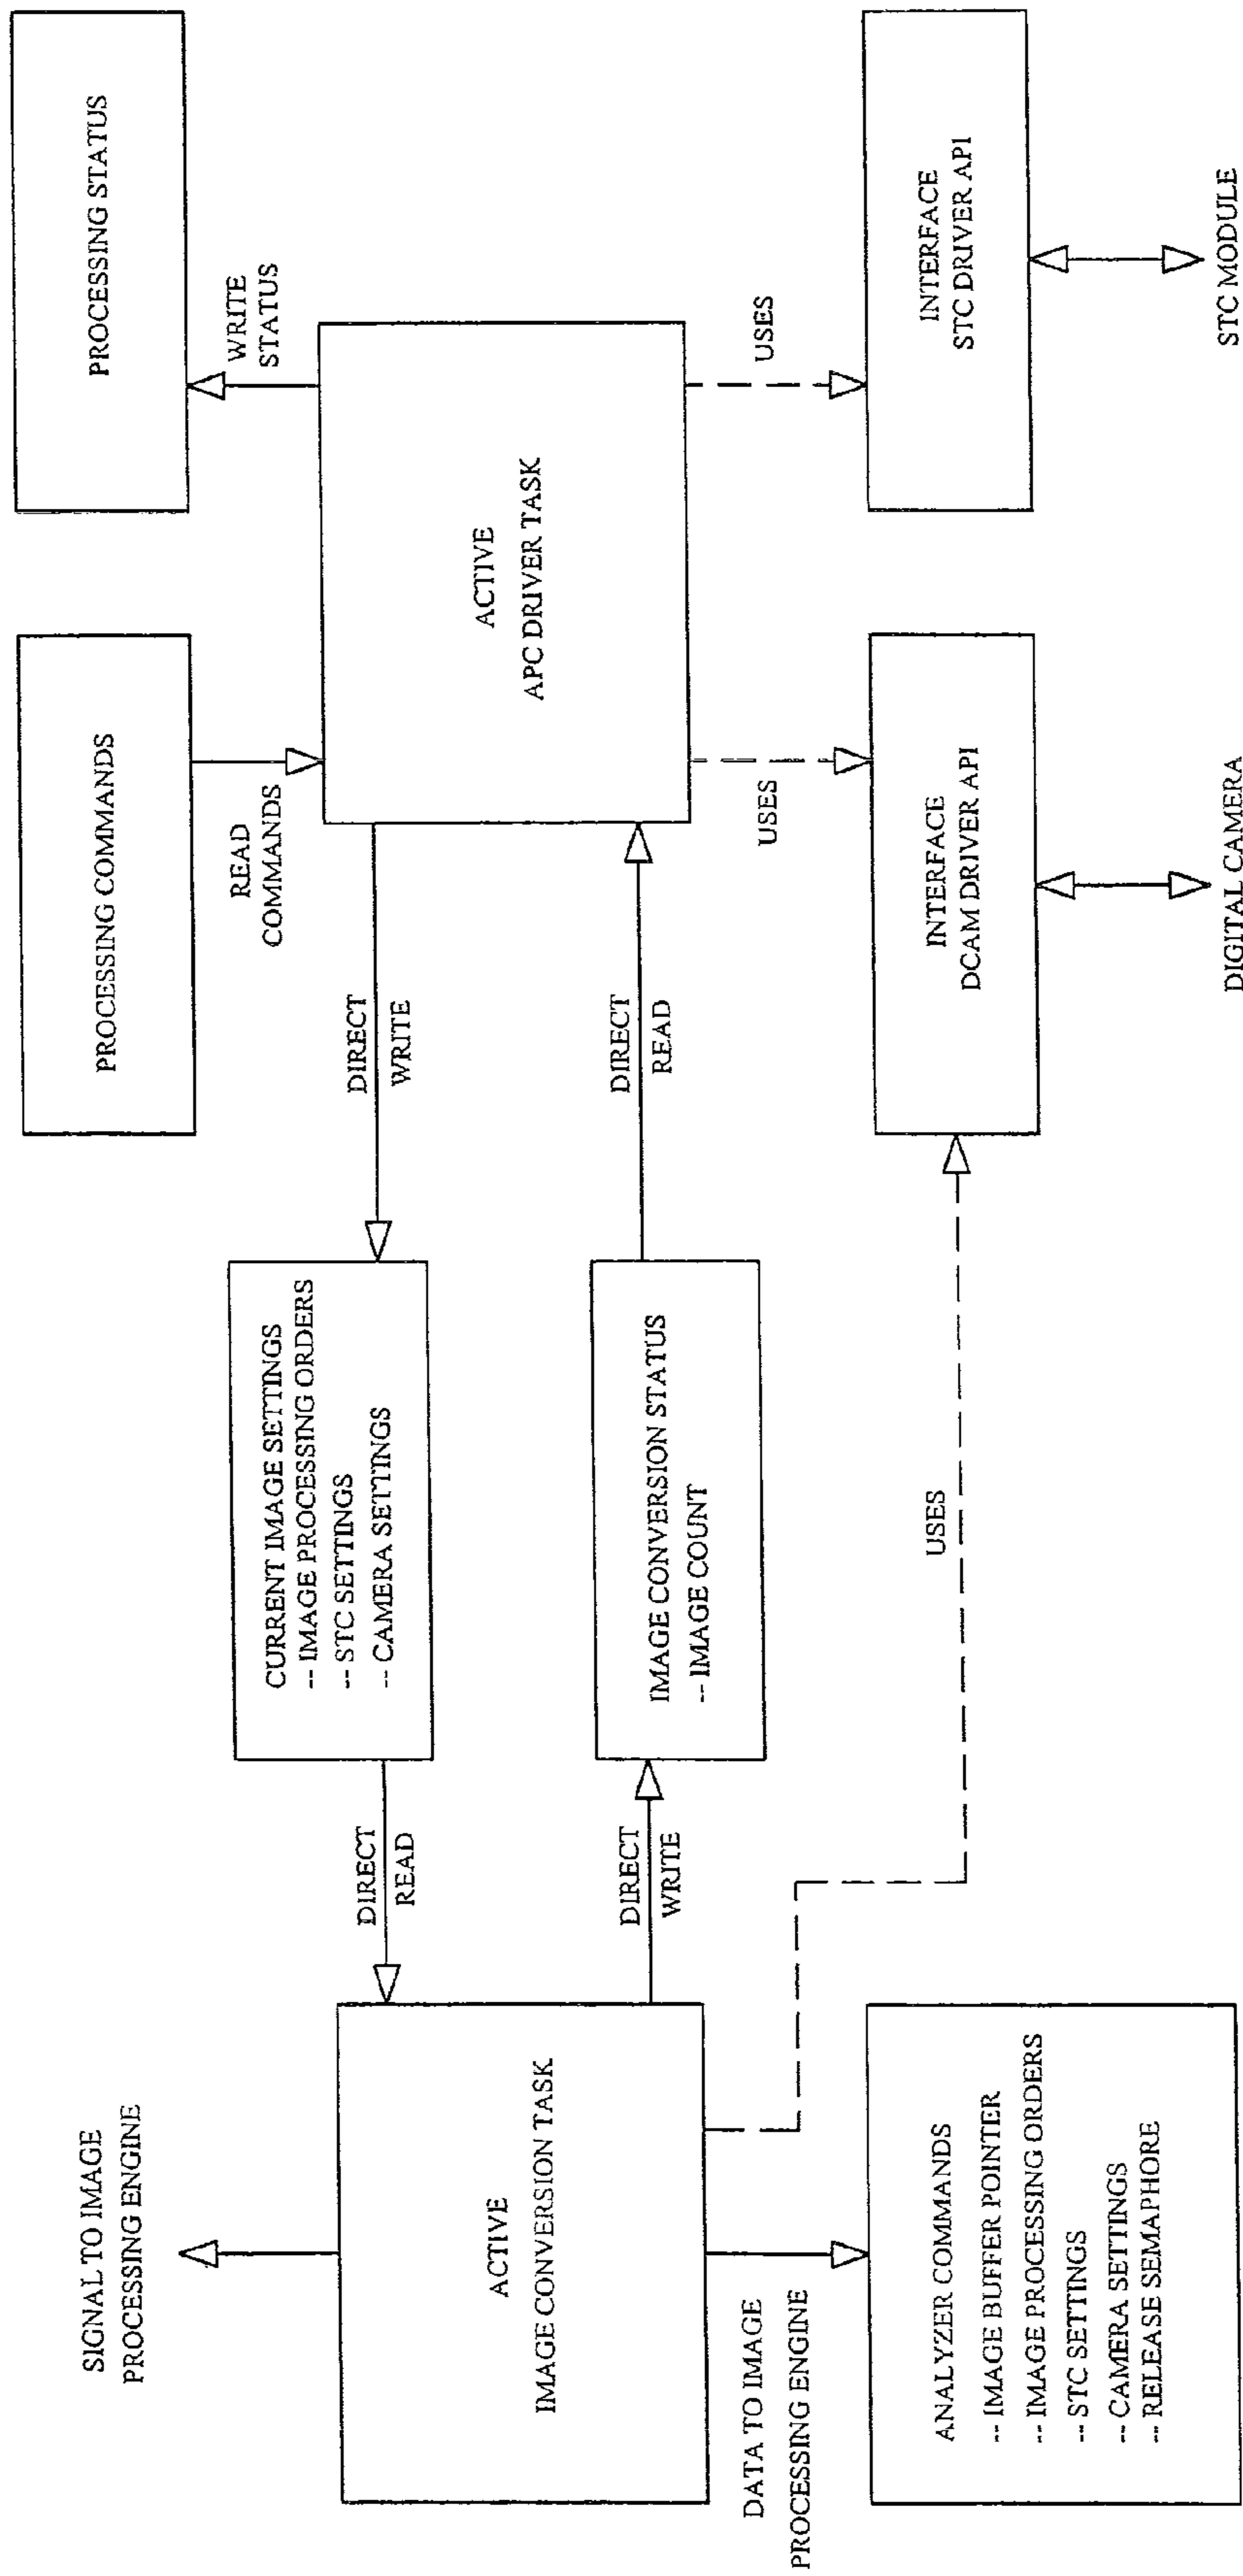 SIGNAL TO IMAGE
PROCESSING ENGINE
ACTIVE
IMAGE CONVERSION TASK
DATA TO IMAGE
PROCESSING ENGINE
ANALYZER COMMANDS
-- IMAGE BUFFER POINTER
-- IMAGE PROCESSING ORDERS
-- STC SETTINGS
-- CAMERA SETTINGS
-- RELEASE SEMAPHORE
DIRECT
READ
DIRECT
WRITE
CURRENT IMAGE SETTINGS
-- IMAGE PROCESSING ORDERS
-- STC SETTINGS
-- CAMERA SETTINGS
IMAGE CONVERSION STATUS
-- IMAGE COUNT
USES
DIRECT
WRITE
DIRECT
READ
PROCESSING COMMANDS
READ
COMMANDS
PROCESSING STATUS
WRITE
STATUS
ACTIVE
APC DRIVER TASK
USES
USES
INTERFACE
DCAM DRIVER API
DIGITAL CAMERA
INTERFACE
STC DRIVER API
STC MODULE